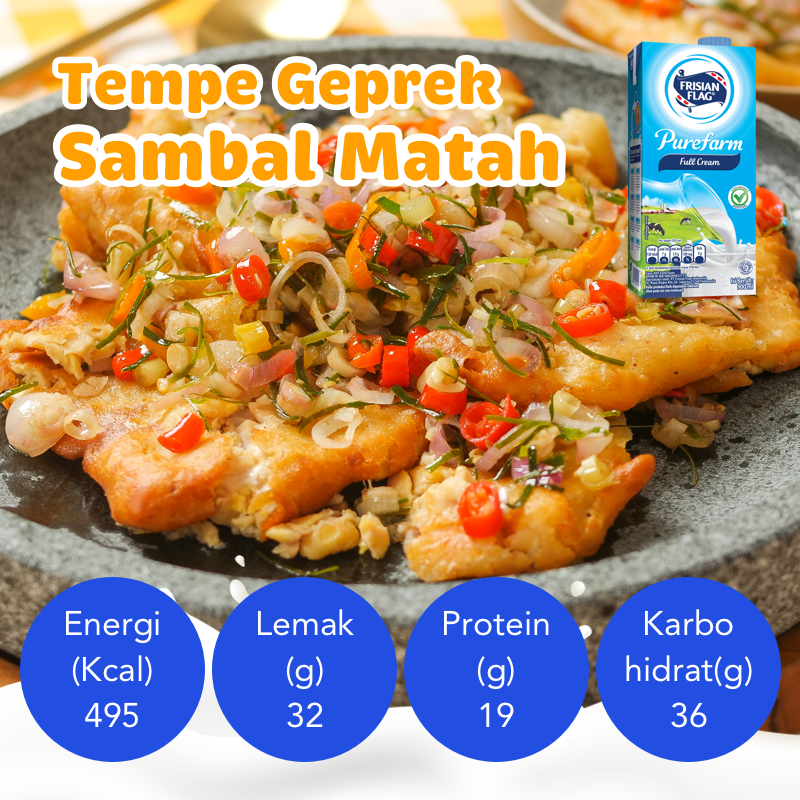 Tempe Geprek
Sambal Matah
FRISIAN
FLAG
Purefarm
Full Cream
Energi
(Kcal)
495
Lemak
(g)
32
Protein
(g)
19
Karbo
hidrat(g)
36